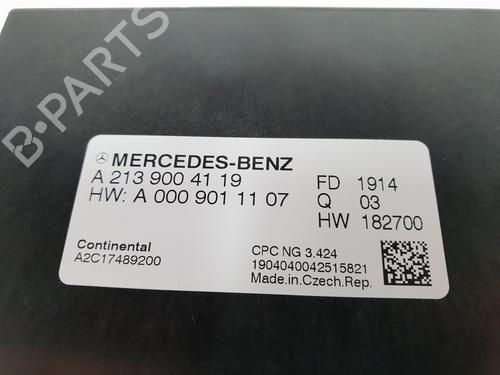 B-PARTS
MERCEDES-BENZ
A 213 900 41 19
HW: A 000 901 11 07
FD 1914
Q 03
HW 182700
Continental
A2C17489200
CPC NG 3.424
1904040042515821
Made.in.Czech.Rep.